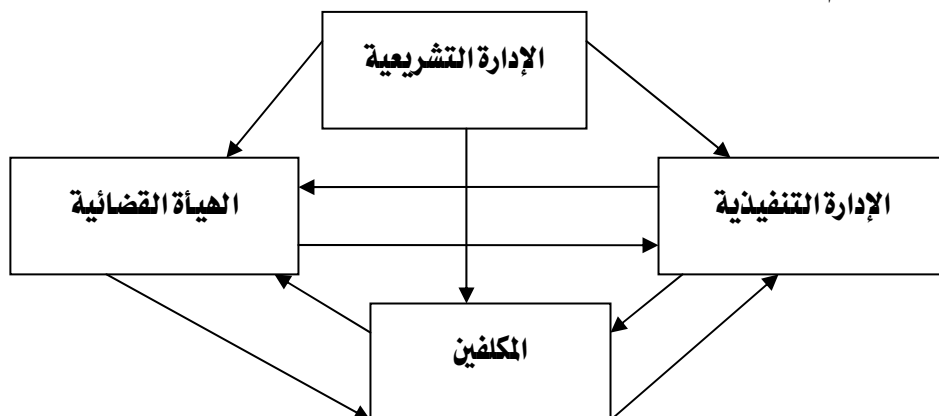 الإدارة التشريعية
الإدارة التنفيذية
الهيأة القضائية
المكلفين